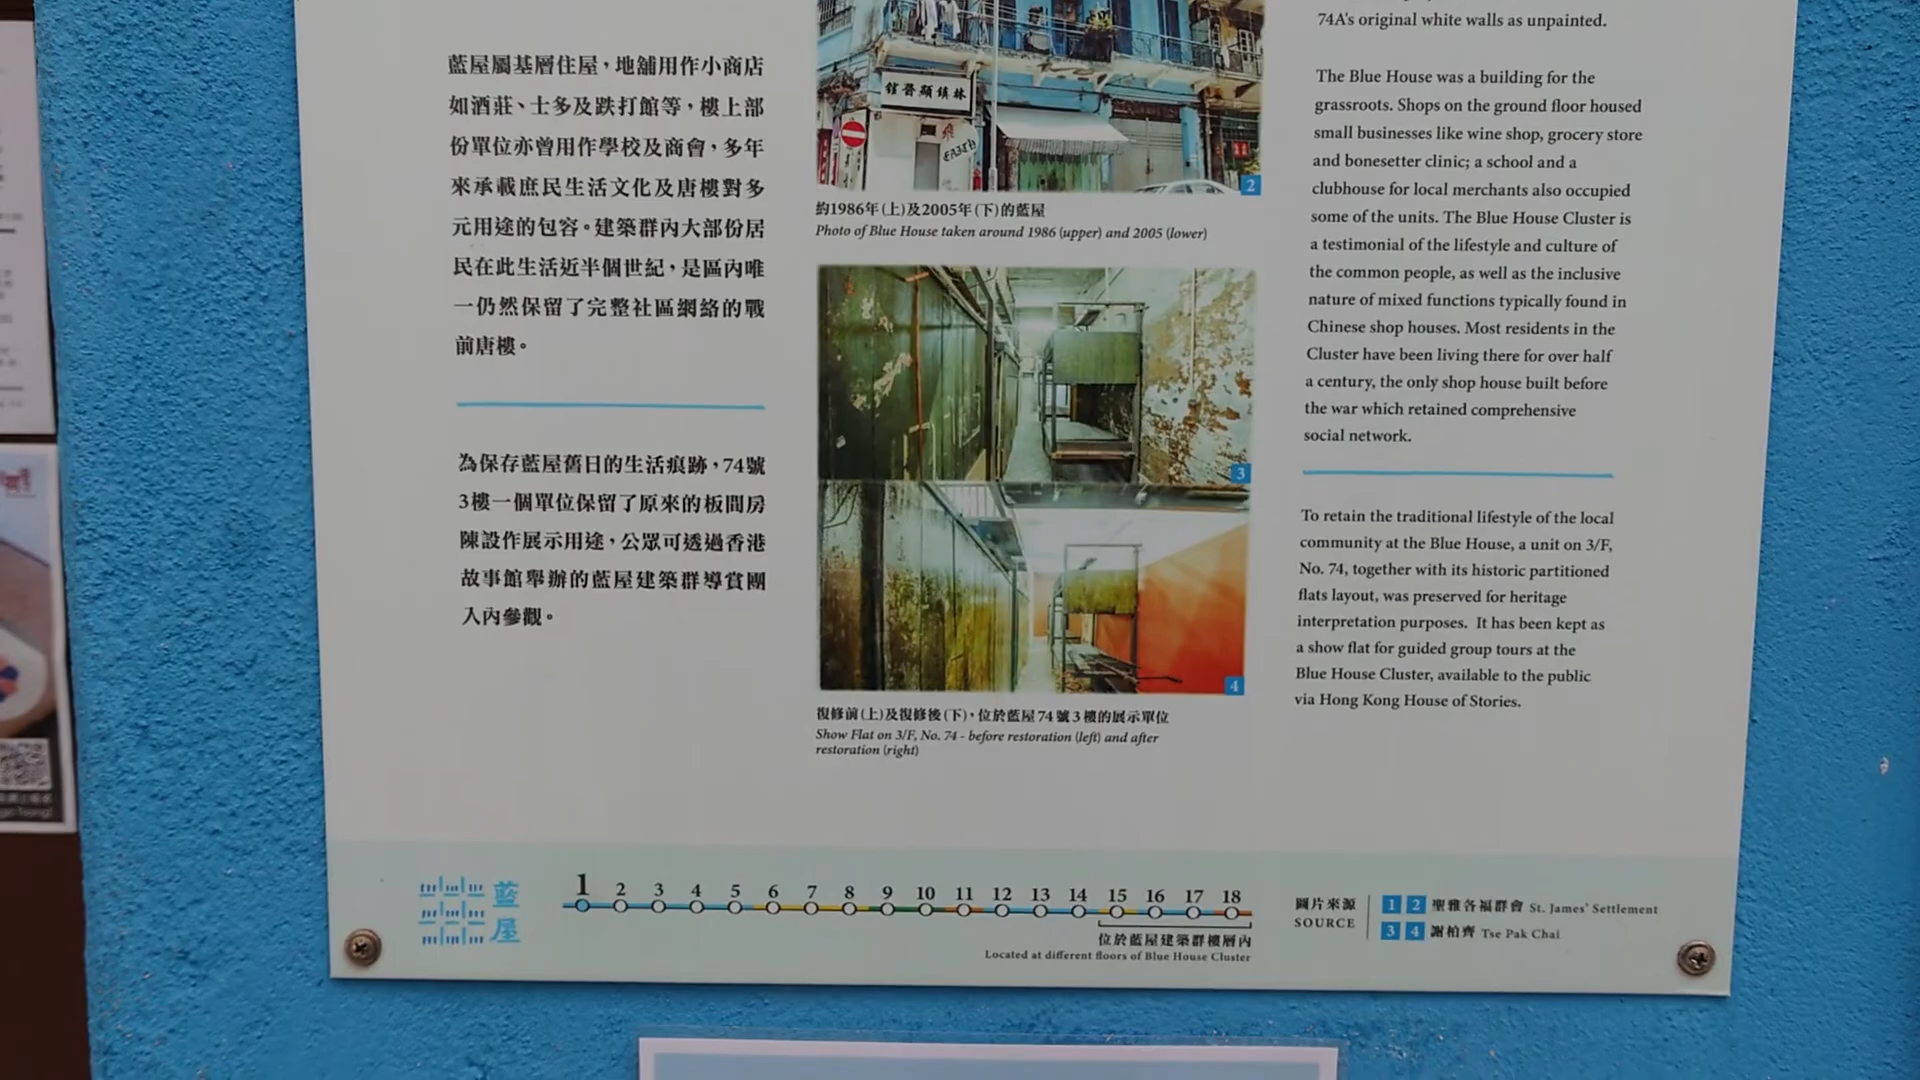 藍屋屬基層住屋，地舖用作小商店
如酒莊、士多及跌打館等，樓上部
份單位亦曾用作學校及商會，多年
來承載庶民生活文化及唐樓對多
元用途的包容。建築群內大部份居
民在此生活近半個世紀，是區內唯
一仍然保留了完整社區網絡的戰
前唐樓。
為保存藍屋舊日的生活痕跡，74號
3樓一個單位保留了原來的板間房
陳設作展示用途，公眾可透過香港
故事館舉辦的藍屋建築群導賞團
入內參觀。
館醫顯鎮林
2
約1986年(上)及2005年(下)的藍屋
Photo of Blue House taken around 1986 (upper) and 2005 (lower)
3
4
復修前(上)及復修後(下)，位於藍屋74號3樓的展示單位
Show Flat on 3/F, No. 74 - before restoration (left) and after
restoration (right)
74A's original white walls as unpainted.
The Blue House was a building for the
grassroots. Shops on the ground floor housed
small businesses like wine shop, grocery store
and bonesetter clinic; a school and a
clubhouse for local merchants also occupied
some of the units. The Blue House Cluster is
a testimonial of the lifestyle and culture of
the common people, as well as the inclusive
nature of mixed functions typically found in
Chinese shop houses. Most residents in the
Cluster have been living there for over half
a century, the only shop house built before
the war which retained comprehensive
social network.
To retain the traditional lifestyle of the local
community at the Blue House, a unit on 3/F,
No. 74, together with its historic partitioned
flats layout, was preserved for heritage
interpretation purposes. It has been kept as
a show flat for guided group tours at the
Blue House Cluster, available to the public
via Hong Kong House of Stories.
藍屋
1 2 3 4 5 6 7 8 9 10 11 12 13 14 15 16 17 18
位於藍屋建築群樓層內
Located at different floors of Blue House Cluster
圖片來源
SOURCE
1 2 聖雅各福群會 St. James' Settlement
3 4 謝柏齊 Tse Pak Chai